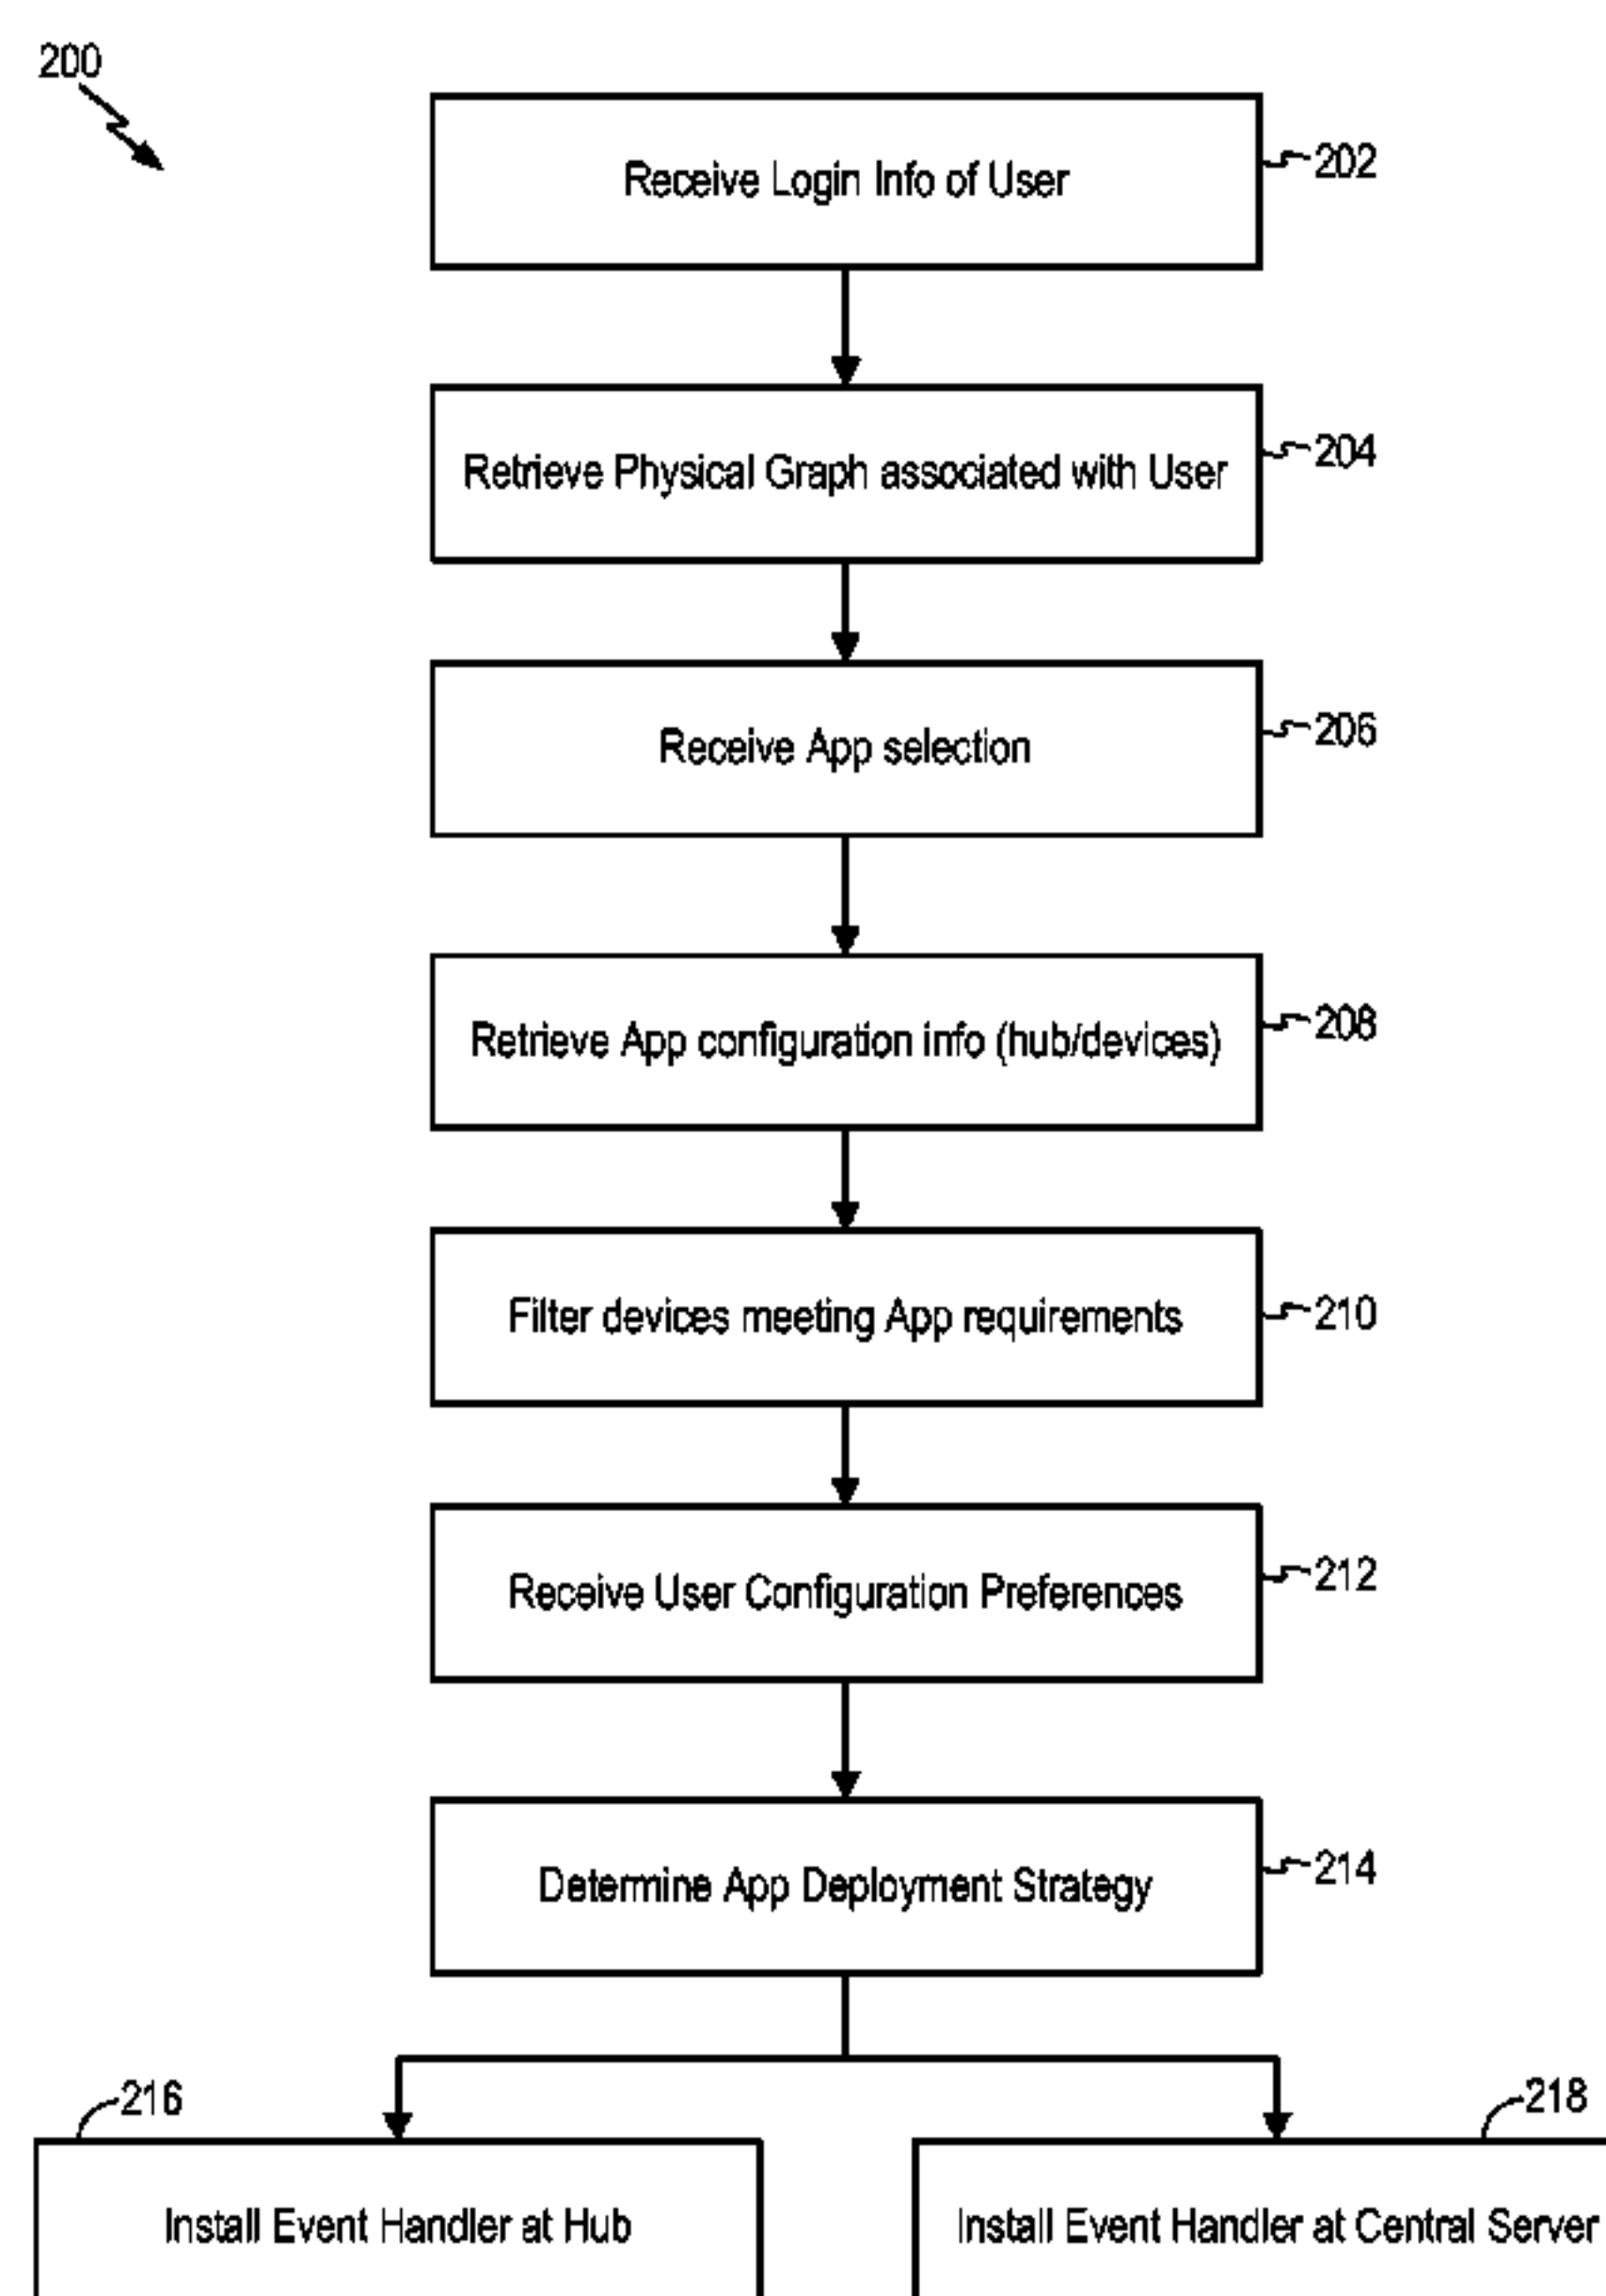 200
Receive Login Info of User
202
Retrieve Physical Graph associated with User
204
Receive App selection
206
Retrieve App configuration info (hub/devices)
208
Filter devices meeting App requirements
210
Receive User Configuration Preferences
212
Determine App Deployment Strategy
214
216
218
Install Event Handler at Hub
Install Event Handler at Central Server